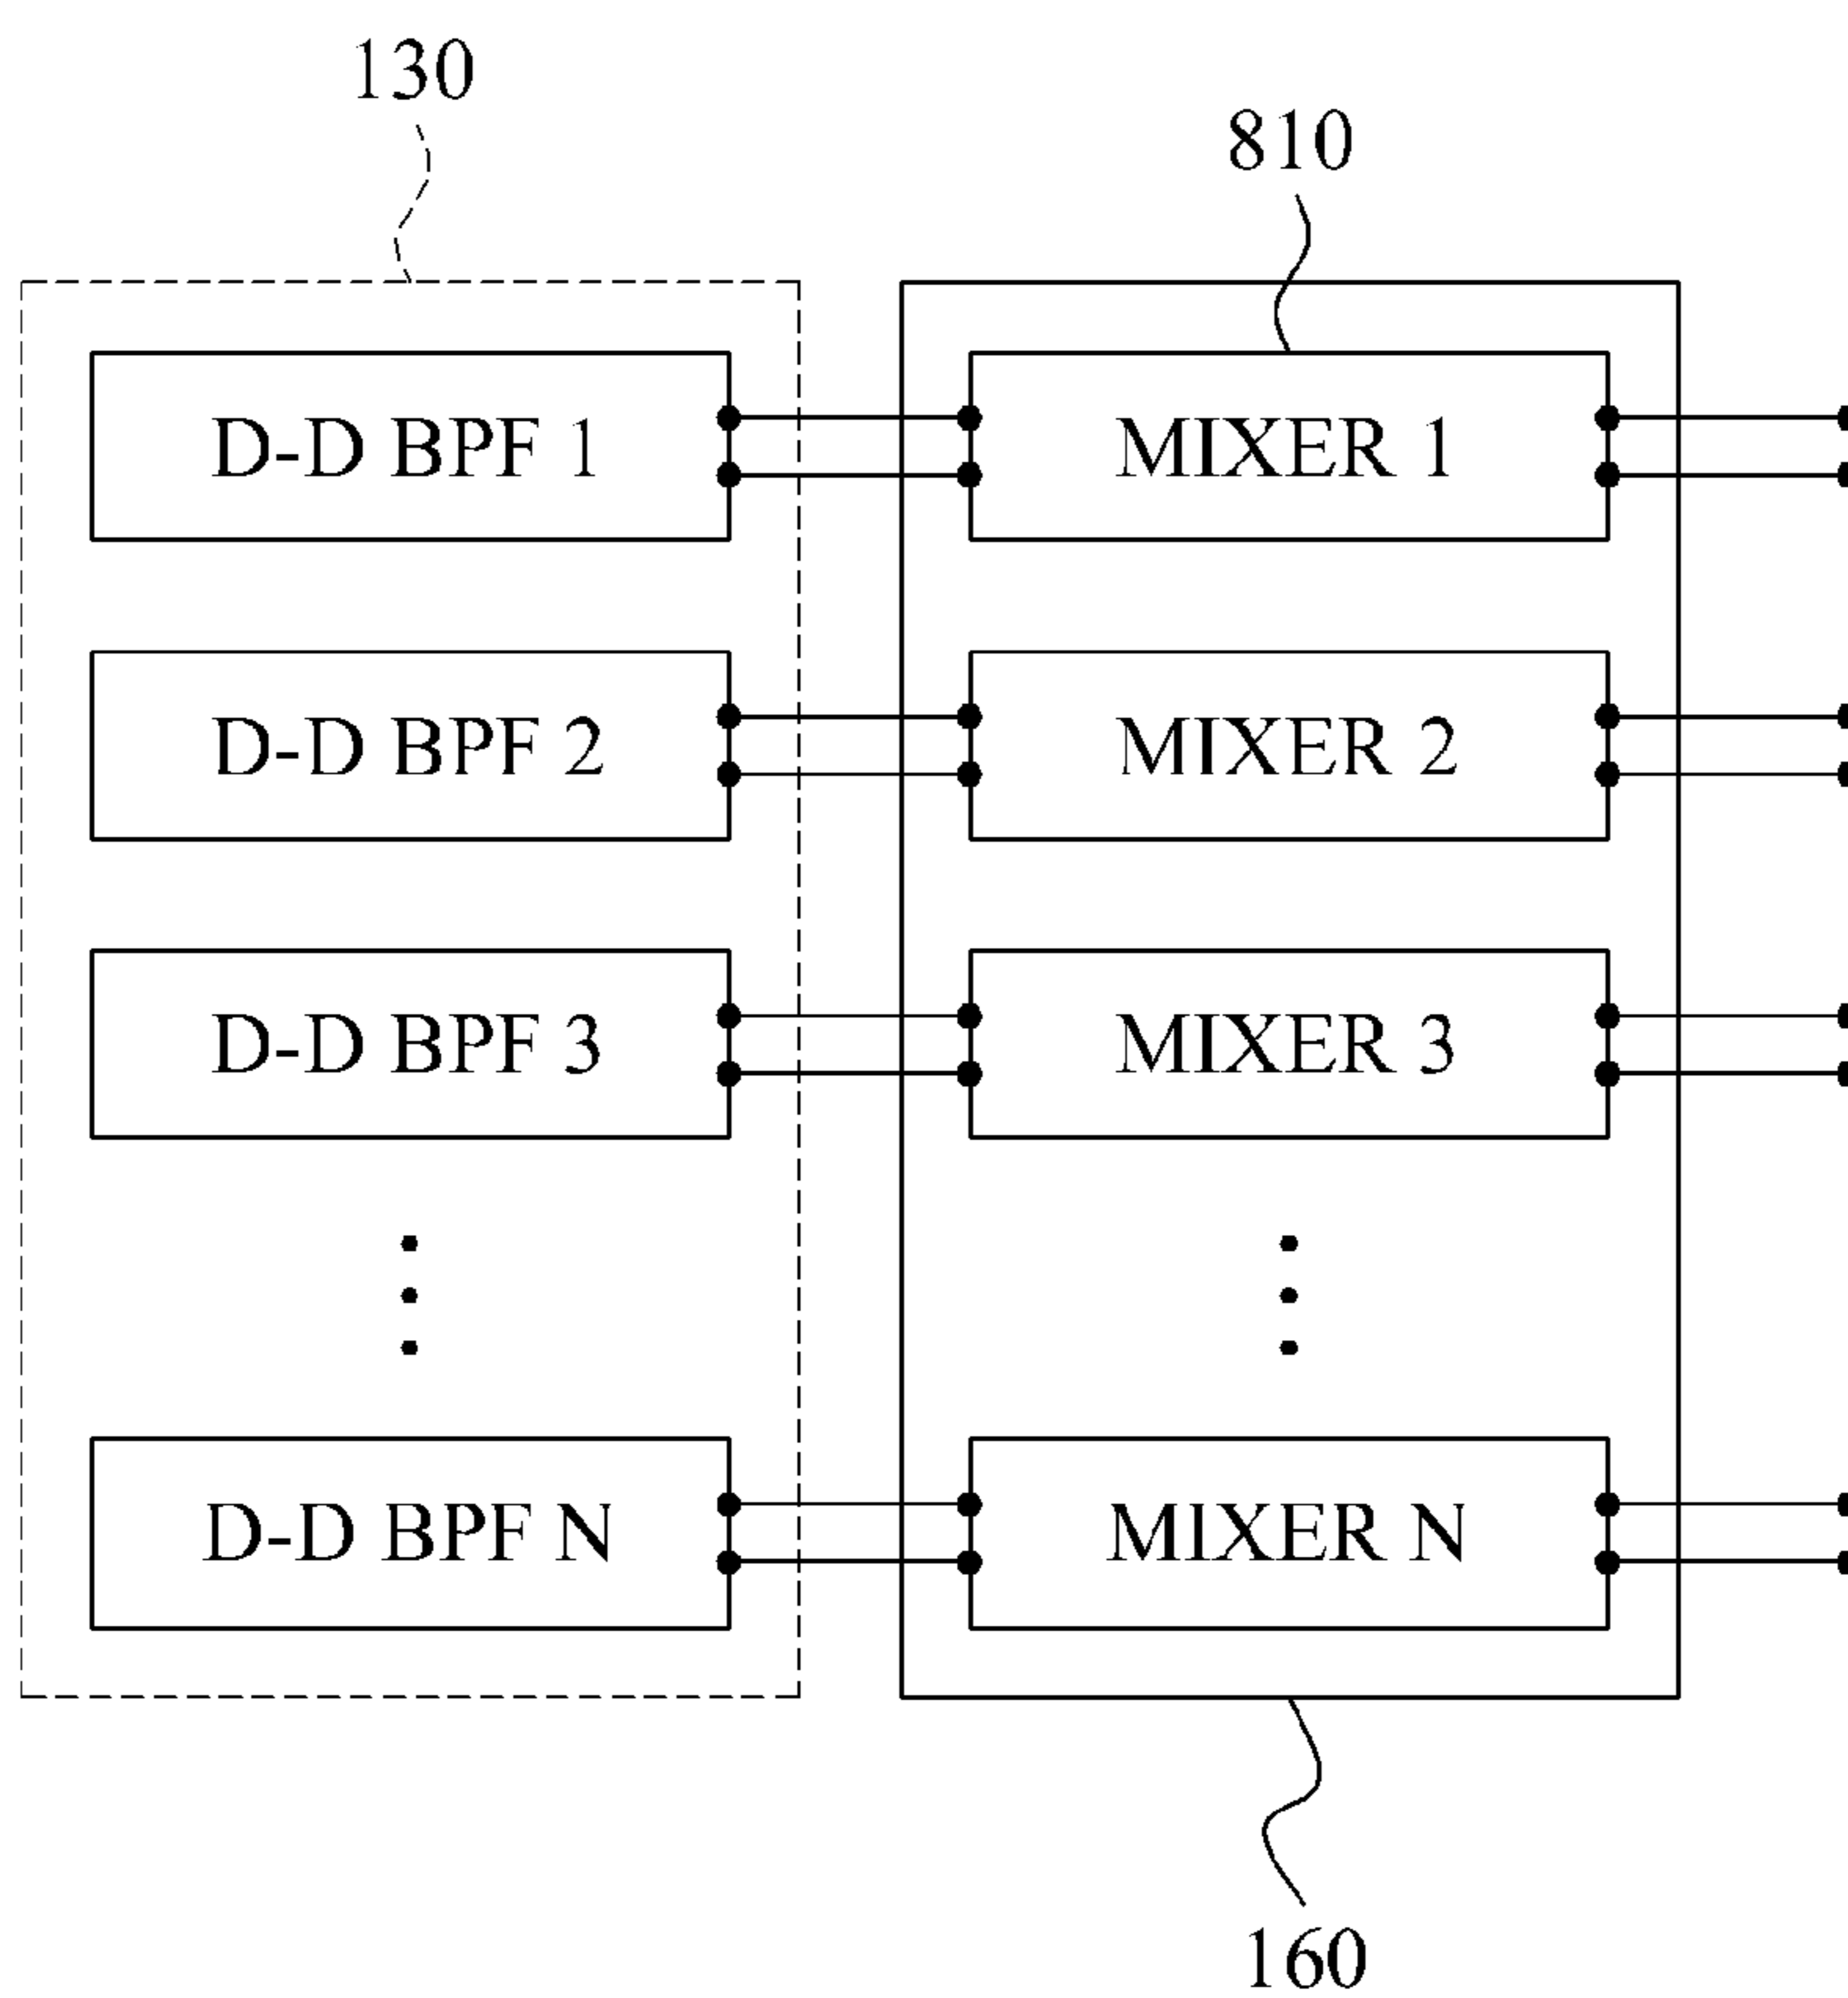 130
810
D-D BPF 1
MIXER 1
D-D BPF 2
MIXER 2
D-D BPF 3
MIXER 3
D-D BPF N
MIXER N
160